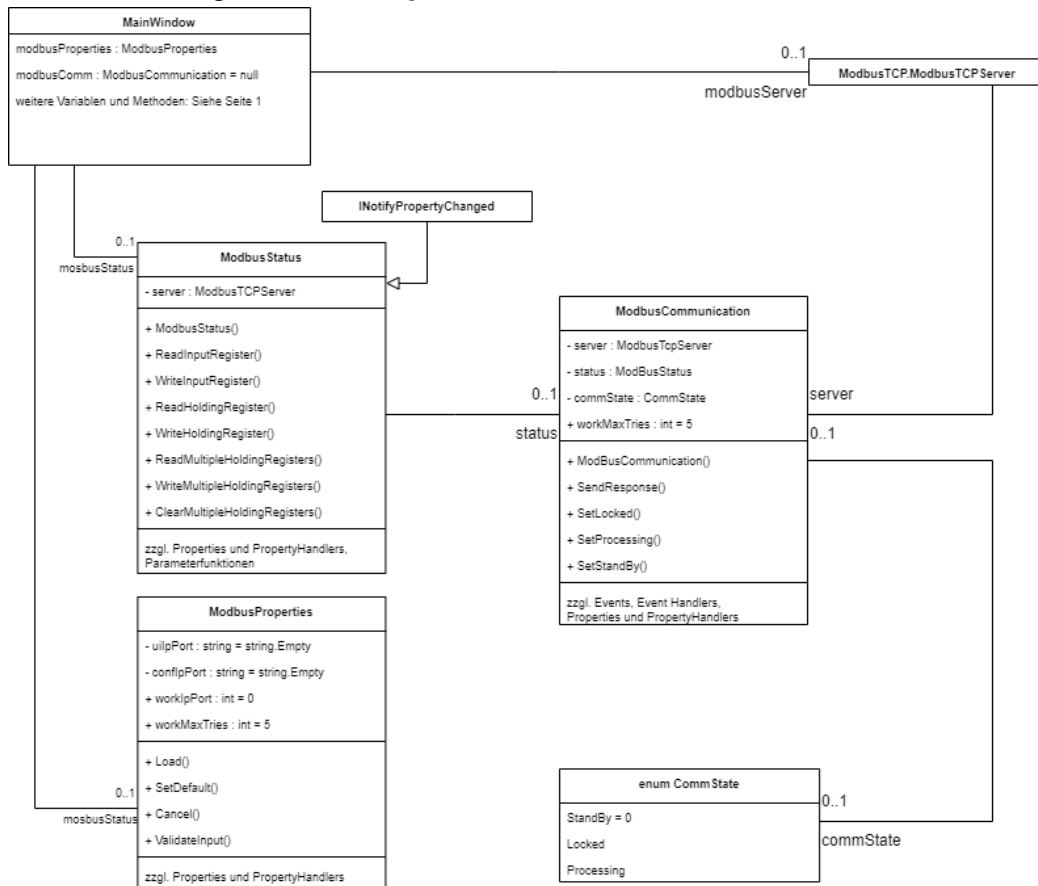 MainWindow
modbusProperties : ModbusProperties
modbusComm : ModbusCommunication = null
weitere Variablen und Methoden: Siehe Seite 1
0..1
modbusServer
ModbusTCP.ModbusTCPServer
INotifyPropertyChanged
0..1
mosbusStatus
ModbusStatus
- server : ModbusTCPServer
+ ModbusStatus()
+ ReadInputRegister()
+ WriteInputRegister()
+ ReadHoldingRegister()
+ WriteHoldingRegister()
+ ReadMultipleHoldingRegisters()
+ WriteMultipleHoldingRegisters()
+ ClearMultipleHoldingRegisters()
zzgl. Properties und PropertyHandlers,
Parameterfunktionen
0..1
status
ModbusCommunication
- server : ModbusTcpServer
- status : ModBusStatus
- commState : CommState
+ workMaxTries : int = 5
+ ModBusCommunication()
+ SendResponse()
+ SetLocked()
+ SetProcessing()
+ SetStandBy()
zzgl. Events, Event Handlers,
Properties und PropertyHandlers
server
0..1
ModbusProperties
- uiIpPort : string = string.Empty
- confIpPort : string = string.Empty
+ workIpPort : int = 0
+ workMaxTries : int = 5
+ Load()
+ SetDefault()
+ Cancel()
+ ValidateInput()
zzgl. Properties und PropertyHandlers
0..1
mosbusStatus
enum CommState
StandBy = 0
Locked
Processing
0..1
commState